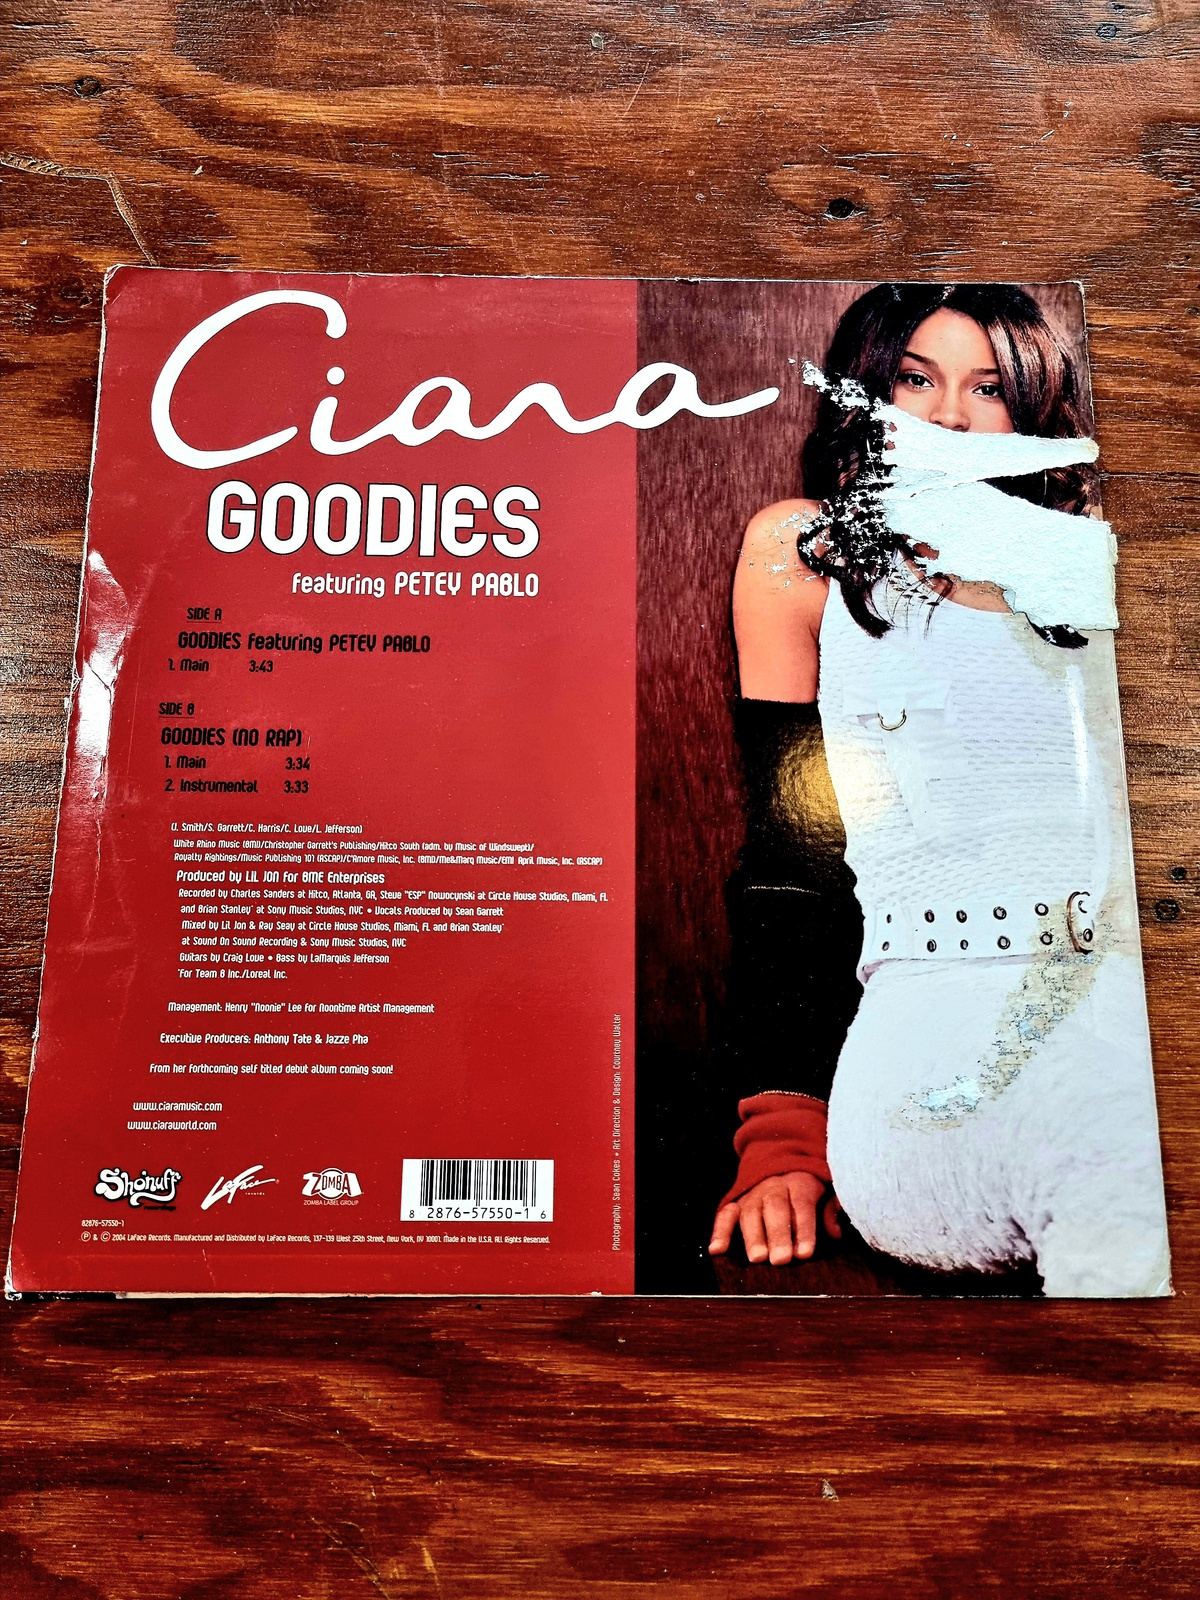 Ciara
GOODIES
featuring PETEY PABLO
SIDE A
GOODIES featuring PETEY PABLO
1. Main 3:43
SIDE B
GOODIES (NO RAP)
1. Main 3:34
2. Instrumental 3:33
(J. Smith/S. Garrett/C. Harris/C. Love/L. Jefferson)
White Rhino Music (BMI)/Christopher Garrett's Publishing/Hitco South (adm. by Music of Windswept)/
Royalty Rightings/Music Publishing 101 (ASCAP)/C'Amore Music, Inc. (BMI)/Me&Marq Music/EMI April Music, Inc. (ASCAP)
Produced by LIL JON for BME Enterprises
Recorded by Charles Sanders at Hitco, Atlanta, GA, Steve "ESP" Nowocynski at Circle House Studios, Miami, FL
and Brian Stanley* at Sony Music Studios, NYC • Vocals Produced by Sean Garrett
Mixed by Lil Jon & Ray Seay at Circle House Studios, Miami, FL and Brian Stanley*
at Sound On Sound Recording & Sony Music Studios, NYC
Guitars by Craig Love • Bass by LaMarquis Jefferson
*For Team B Inc./Loreal Inc.
Management: Henry "Noonie" Lee for Noontime Artist Management
Executive Producers: Anthony Tate & Jazze Pha
From her forthcoming self titled debut album coming soon!
www.ciaramusic.com
www.ciaraworld.com
Sho'nuff
recordings
LaFace
records
ZOMBA
ZOMBA LABEL GROUP
8 2876-57550-1 6
82876-57550-1
℗ & © 2004 LaFace Records. Manufactured and Distributed by LaFace Records, 137-139 West 25th Street, New York, NY 10001. Made in the U.S.A. All Rights Reserved.
Photography: Sean Cokes • Art Direction & Design: Courtney Walter